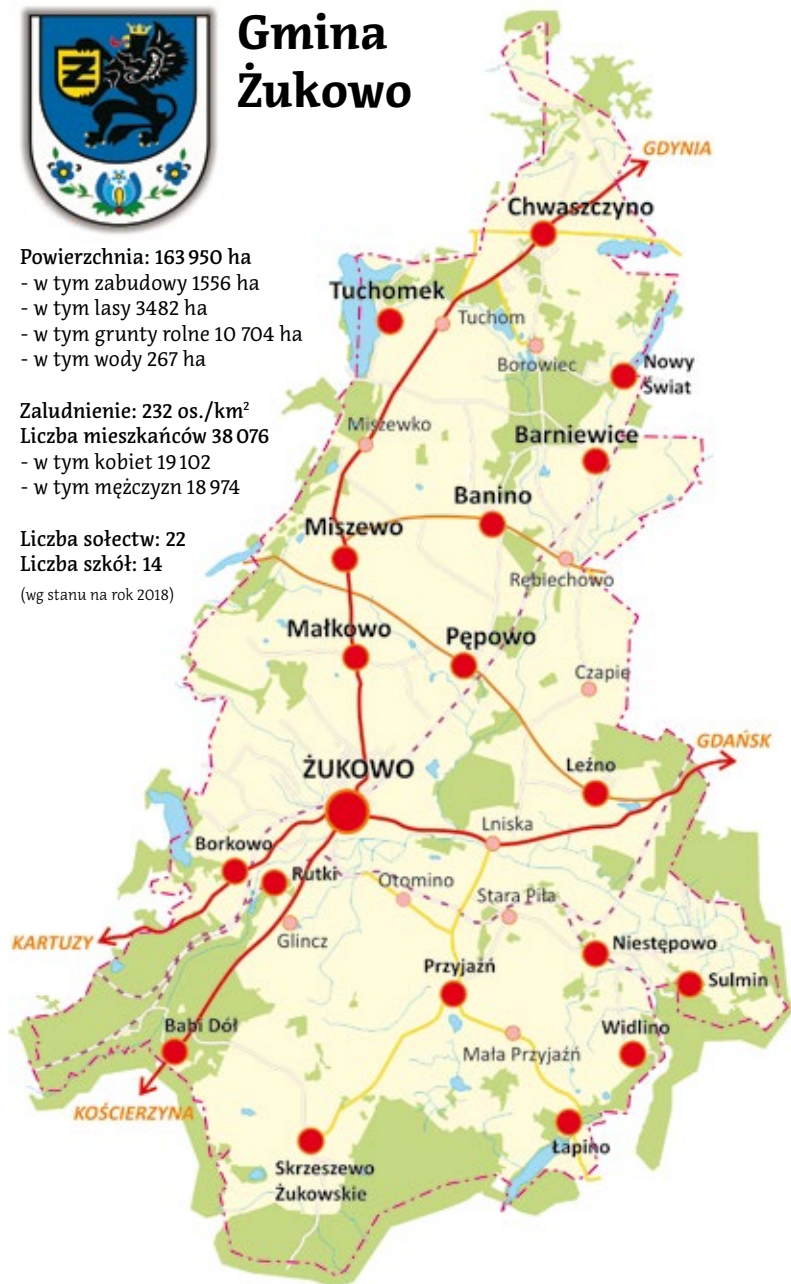 Gmina
Żukowo
Powierzchnia: 163 950 ha
- w tym zabudowy 1556 ha
- w tym lasy 3482 ha
- w tym grunty rolne 10 704 ha
- w tym wody 267 ha
Zaludnienie: 232 os./km²
Liczba mieszkańców 38 076
- w tym kobiet 19 102
- w tym mężczyzn 18 974
Liczba sołectw: 22
Liczba szkół: 14
(wg stanu na rok 2018)
GDYNIA
Chwaszczyno
Tuchomek
Tuchom
Borowiec
Nowy
Świat
Miszewko
Barniewice
Banino
Miszewo
Rębiechowo
Małkowo
Pępowo
Czapie
GDAŃSK
ŻUKOWO
Leźno
Lniska
Borkowo
Rutki
Otomino
Stara Piła
KARTUZY
Glincz
Niestępowo
Przyjaźń
Sulmin
Babi Dół
Widlino
Mała Przyjaźń
KOŚCIERZYNA
Łapino
Skrzeszewo
Żukowskie